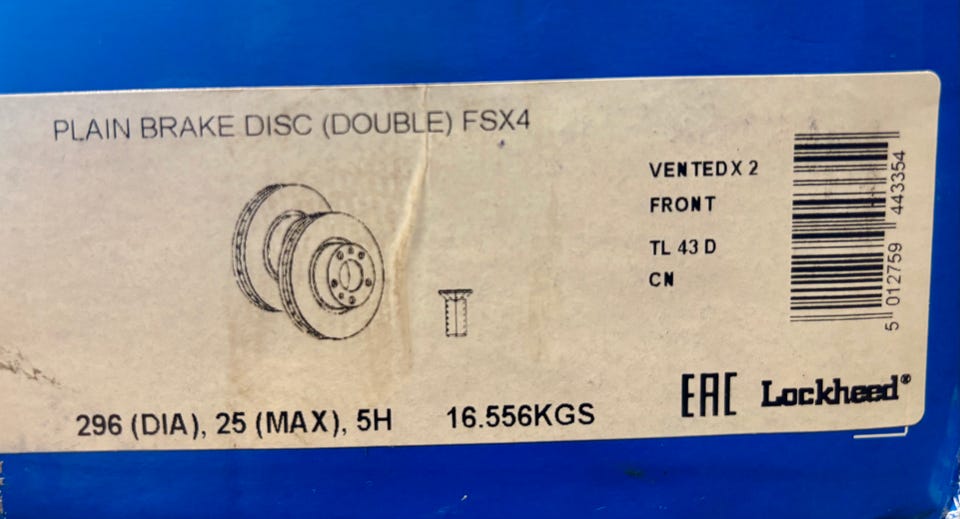 PLAIN BRAKE DISC (DOUBLE) FSX4
VENTED X 2
FRONT
TL 43 D
CN
5 012759 443354
296 (DIA), 25 (MAX), 5H
16.556KGS
EAC
Lockheed®